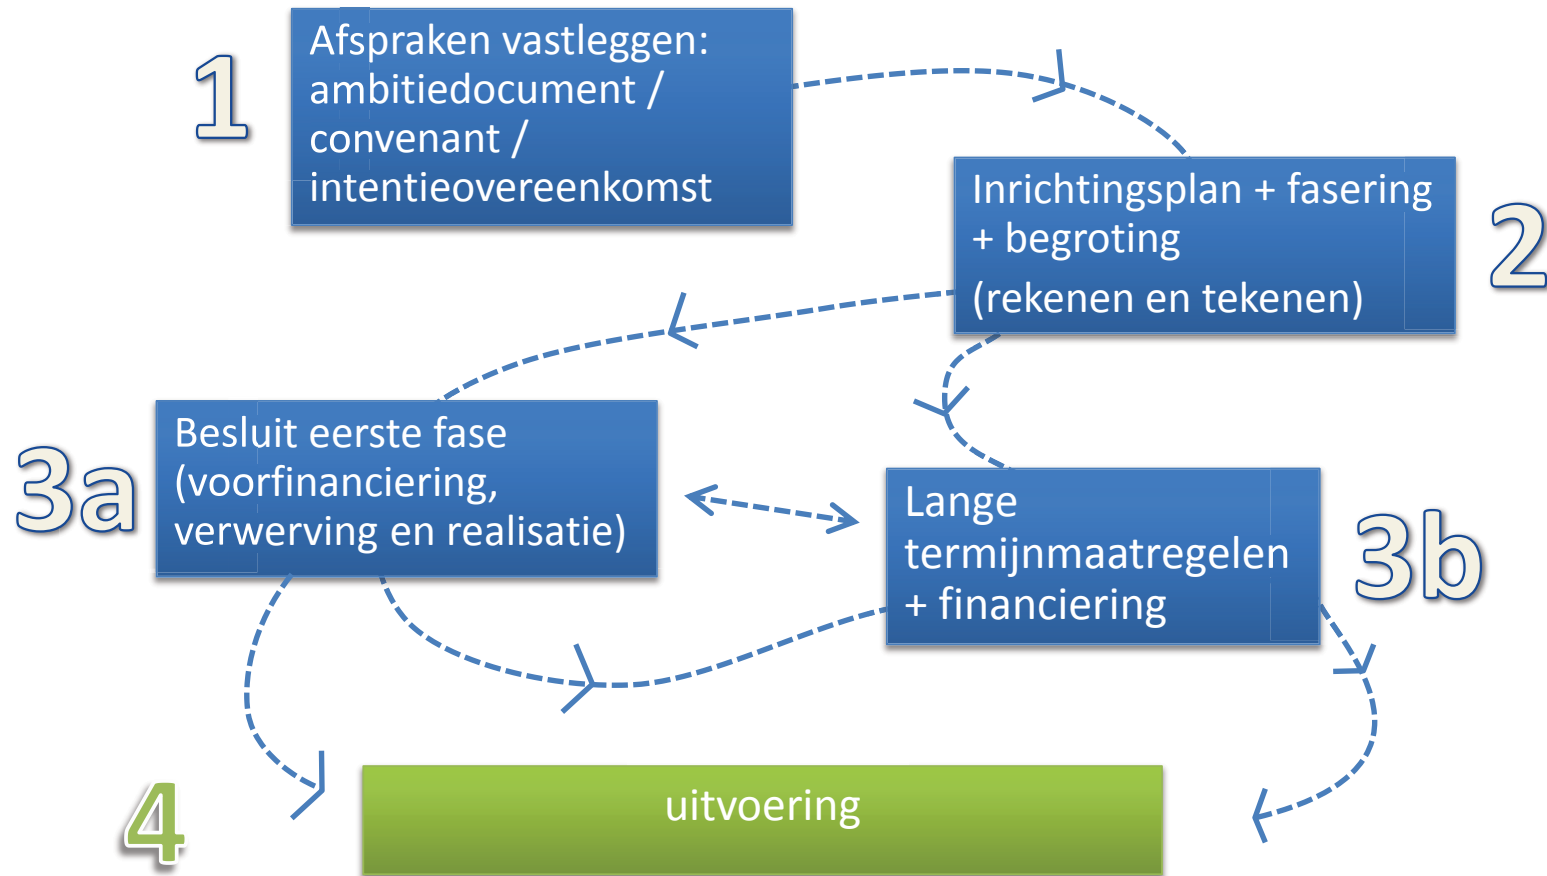 1
Afspraken vastleggen:
ambitiedocument /
convenant /
intentieovereenkomst
Inrichtingsplan + fasering
+ begroting
(rekenen en tekenen)
2
3a
Besluit eerste fase
(voorfinanciering,
verwerving en realisatie)
Lange
termijnmaatregelen
+ financiering
3b
4
uitvoering